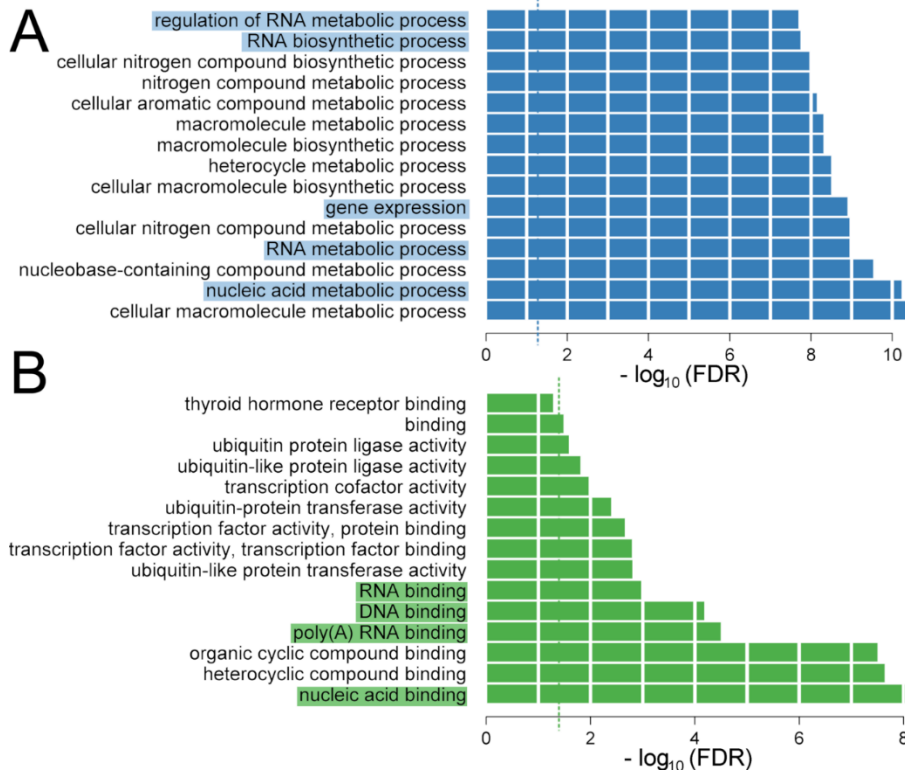 A
regulation of RNA metabolic process
RNA biosynthetic process
cellular nitrogen compound biosynthetic process
nitrogen compound metabolic process
cellular aromatic compound metabolic process
macromolecule metabolic process
macromolecule biosynthetic process
heterocycle metabolic process
cellular macromolecule biosynthetic process
gene expression
cellular nitrogen compound metabolic process
RNA metabolic process
nucleobase-containing compound metabolic process
nucleic acid metabolic process
cellular macromolecule metabolic process
0 2 4 6 8 10
- log₁₀ (FDR)
B
thyroid hormone receptor binding
binding
ubiquitin protein ligase activity
ubiquitin-like protein ligase activity
transcription cofactor activity
ubiquitin-protein transferase activity
transcription factor activity, protein binding
transcription factor activity, transcription factor binding
ubiquitin-like protein transferase activity
RNA binding
DNA binding
poly(A) RNA binding
organic cyclic compound binding
heterocyclic compound binding
nucleic acid binding
0 2 4 6 8
- log₁₀ (FDR)